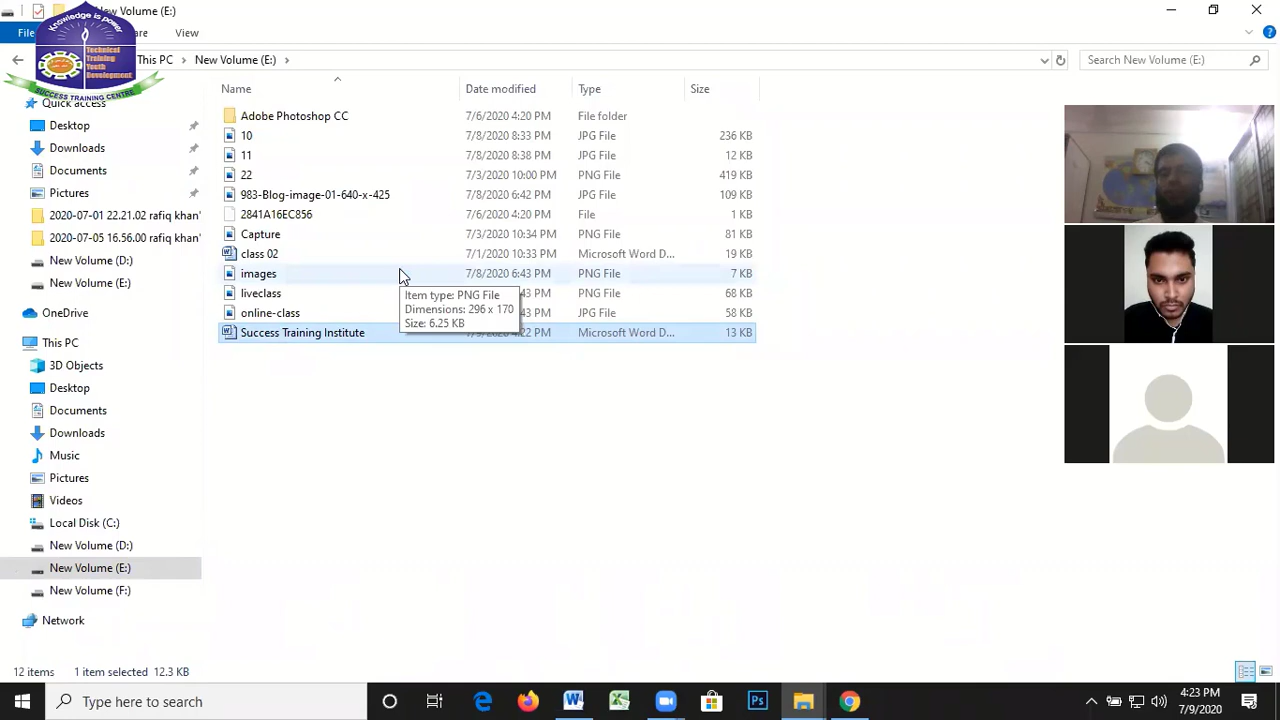 New Volume (E:)
Knowledge is power
Technical
Training
Youth
Development
SUCCESS TRAINING CENTRE
File
are
View
This PC
New Volume (E:)
Search New Volume (E:)
Name
Date modified
Type
Size
Quick access
Desktop
Downloads
Documents
Pictures
2020-07-01 22.21.02 rafiq khan'
2020-07-05 16.56.00 rafiq khan'
New Volume (D:)
New Volume (E:)
OneDrive
This PC
3D Objects
Desktop
Documents
Downloads
Music
Pictures
Videos
Local Disk (C:)
New Volume (D:)
New Volume (E:)
New Volume (F:)
Network
Adobe Photoshop CC 7/6/2020 4:20 PM File folder
10 7/8/2020 8:33 PM JPG File 236 KB
11 7/8/2020 8:38 PM JPG File 12 KB
22 7/3/2020 10:00 PM PNG File 419 KB
983-Blog-image-01-640-x-425 7/8/2020 6:42 PM JPG File 109 KB
2841A16EC856 7/6/2020 4:20 PM File 1 KB
Capture 7/3/2020 10:34 PM PNG File 81 KB
class 02 7/1/2020 10:33 PM Microsoft Word D... 19 KB
images 7/8/2020 6:43 PM PNG File 7 KB
liveclass :43 PM PNG File 68 KB
online-class :43 PM PNG File 58 KB
Success Training Institute 4:22 PM Microsoft Word D... 13 KB
Item type: PNG File
Dimensions: 296 x 170
Size: 6.25 KB
12 items 1 item selected 12.3 KB
Type here to search
4:23 PM
7/9/2020